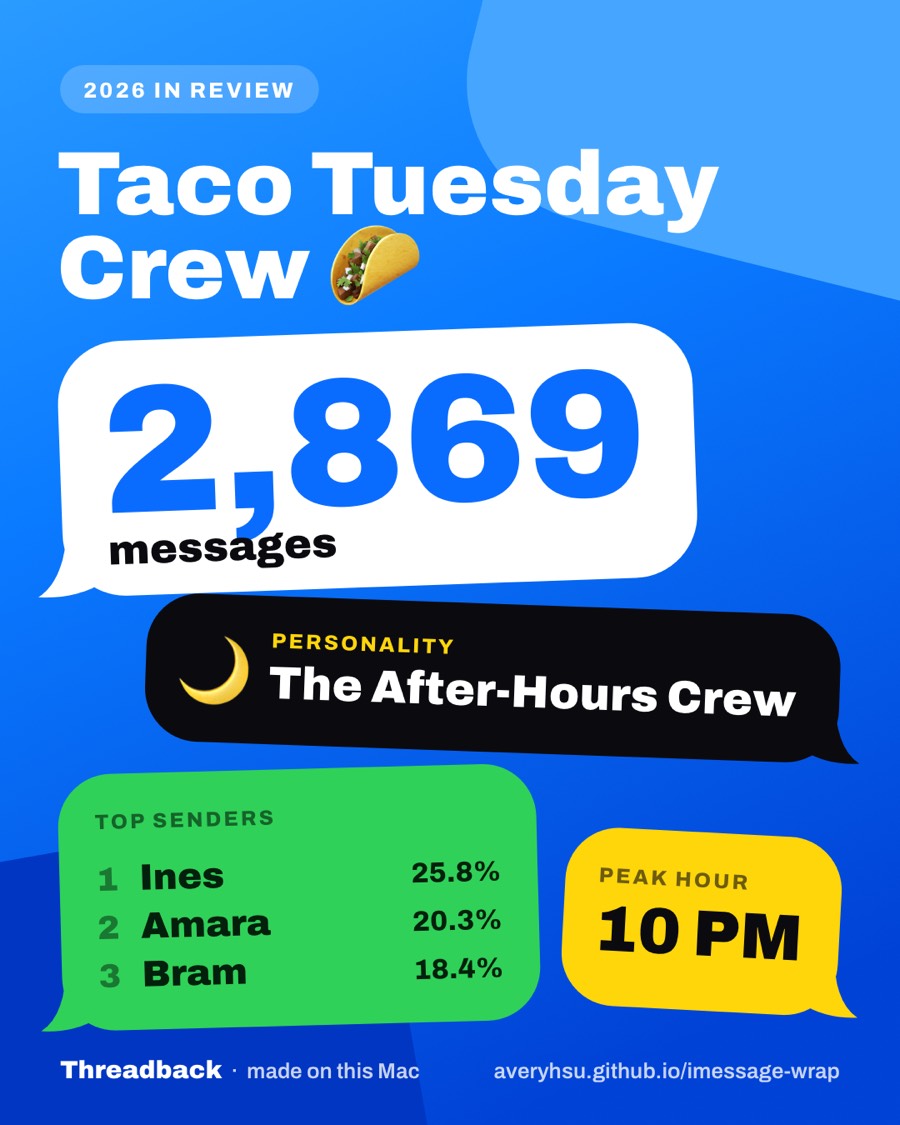 2026 IN REVIEW
Taco Tuesday
Crew 🌮
2,869
messages
PERSONALITY
The After-Hours Crew
TOP SENDERS
1 Ines 25.8%
2 Amara 20.3%
3 Bram 18.4%
PEAK HOUR
10 PM
Threadback · made on this Mac
averyhsu.github.io/imessage-wrap